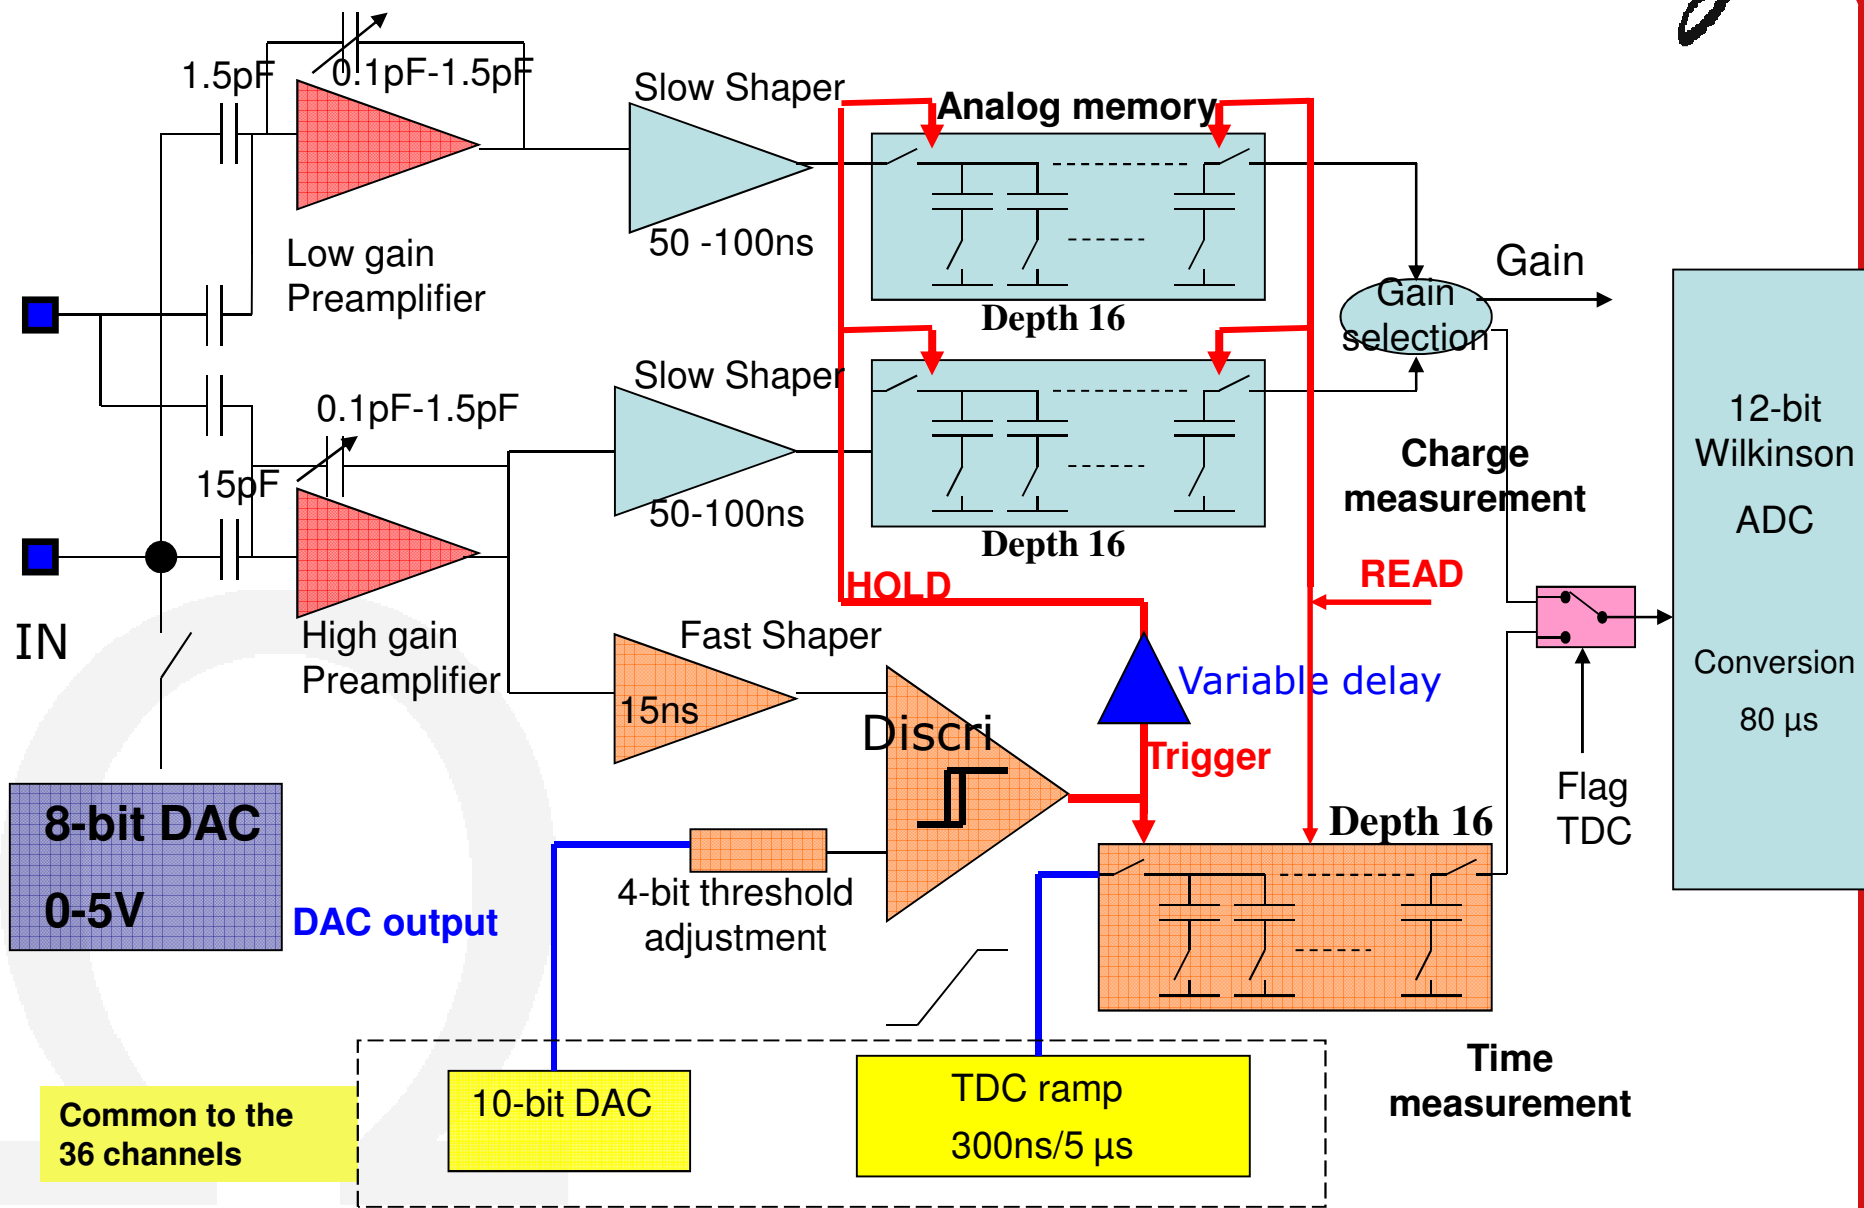 1.5pF
0.1pF-1.5pF
Slow Shaper
Analog memory
Low gain
Preamplifier
50 -100ns
Depth 16
Gain
selection
Gain
Slow Shaper
0.1pF-1.5pF
15pF
50-100ns
Depth 16
Charge
measurement
12-bit
Wilkinson
ADC
Conversion
80 µs
HOLD
READ
IN
High gain
Preamplifier
Fast Shaper
15ns
Discri
Variable delay
Trigger
Flag
TDC
8-bit DAC
0-5V
DAC output
4-bit threshold
adjustment
Depth 16
Time
measurement
Common to the
36 channels
10-bit DAC
TDC ramp
300ns/5 µs